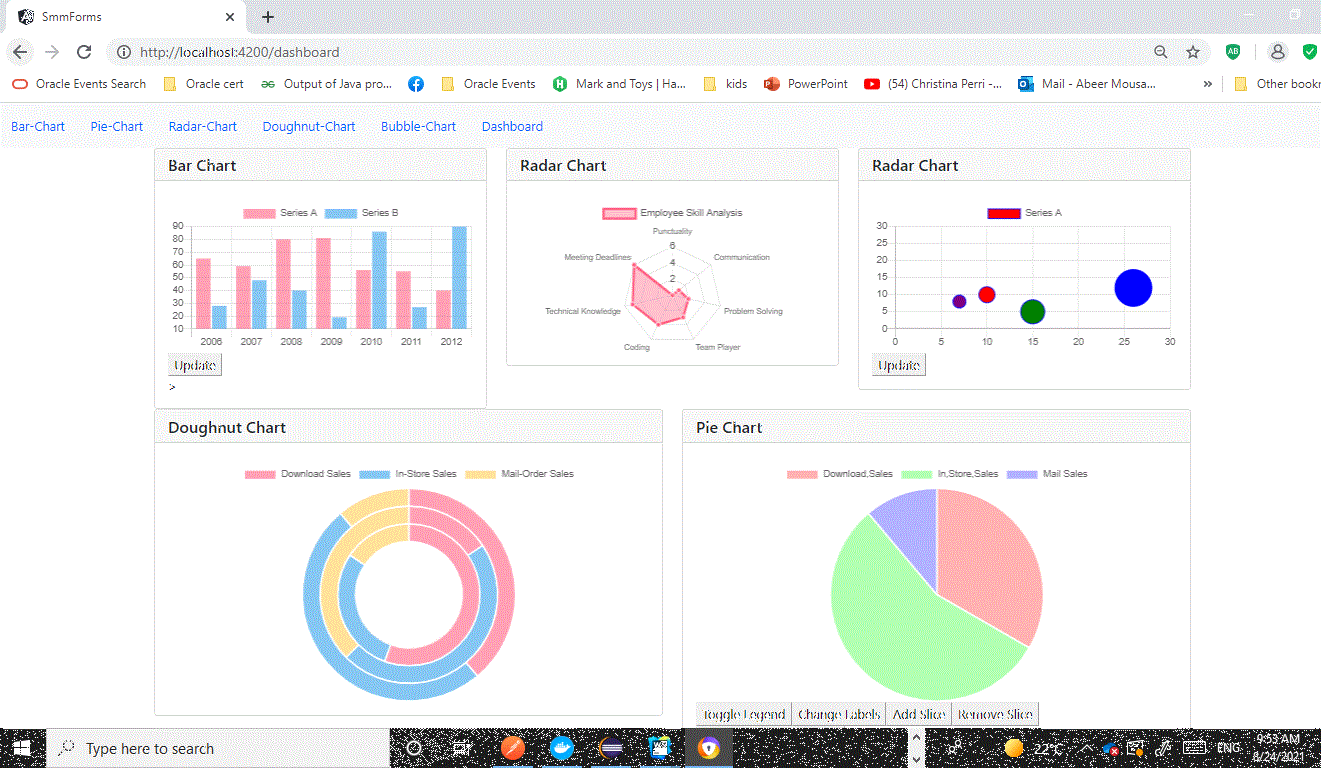 SmmForms
http://localhost:4200/dashboard
Oracle Events Search Oracle cert Output of Java pro... Oracle Events Mark and Toys | Ha... kids PowerPoint (54) Christina Perri -... Mail - Abeer Mousa... » Other bookr
Bar-Chart Pie-Chart Radar-Chart Doughnut-Chart Bubble-Chart Dashboard
Bar Chart
Series A Series B
90
80
70
60
50
40
30
20
10
2006 2007 2008 2009 2010 2011 2012
Update
>
Radar Chart
Employee Skill Analysis
Punctuality
6
4
2
Meeting Deadlines Communication
Technical Knowledge Problem Solving
Coding Team Player
Radar Chart
Series A
30
25
20
15
10
5
0
0 5 10 15 20 25 30
Update
Doughnut Chart
Download Sales In-Store Sales Mail-Order Sales
Pie Chart
Download,Sales In,Store,Sales Mail Sales
Toggle Legend Change Labels Add Slice Remove Slice
Type here to search
22°C ENG
9:53 AM
8/24/2021